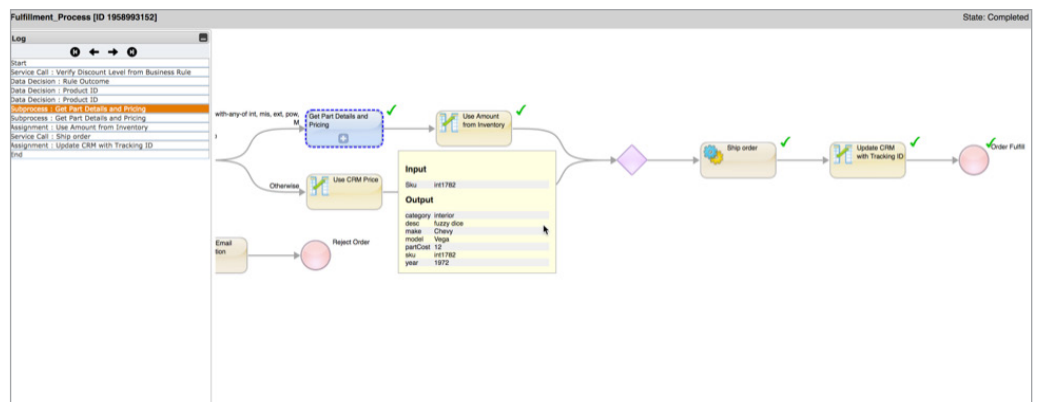 Fulfillment_Process [ID 1958993152]
State: Completed
Log
Start
Service Call : Verify Discount Level from Business Rule
Data Decision : Rule Outcome
Data Decision : Product ID
Data Decision : Product ID
Subprocess : Get Part Details and Pricing
Subprocess : Get Part Details and Pricing
Assignment : Use Amount from Inventory
Service Call : Ship order
Assignment : Update CRM with Tracking ID
End
with-any-of int, mis, ext, pow,
M
Get Part Details and
Pricing
Use Amount
from Inventory
Otherwise
Use CRM Price
Ship order
Update CRM
with Tracking ID
Order Fulfill
Email
tion
Reject Order
Input
Sku int1782
Output
category interior
desc fuzzy dice
make Chevy
model Vega
partCost 12
sku int1782
year 1972